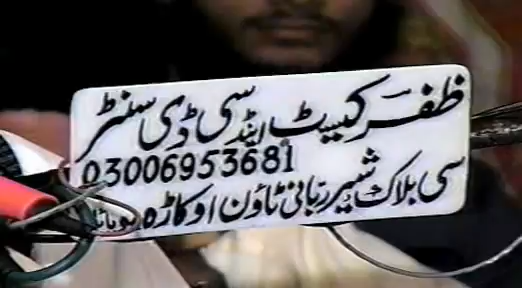 ظفر کیسٹ اینڈ سی ڈی سنٹر
03006953681
سی بلاک شیر ربانی ٹاؤن اوکاڑہ